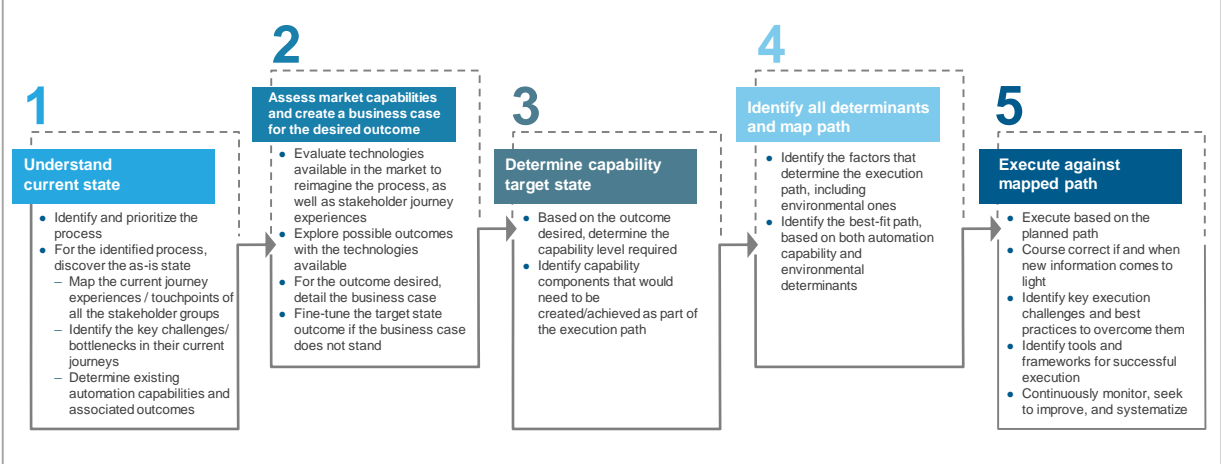 1
Understand
current state
● Identify and prioritize the
process
● For the identified process,
discover the as-is state
– Map the current journey
experiences / touchpoints of
all the stakeholder groups
– Identify the key challenges/
bottlenecks in their current
journeys
– Determine existing
automation capabilities and
associated outcomes
2
Assess market capabilities
and create a business case
for the desired outcome
● Evaluate technologies
available in the market to
reimagine the process, as
well as stakeholder journey
experiences
● Explore possible outcomes
with the technologies
available
● For the outcome desired,
detail the business case
● Fine-tune the target state
outcome if the business case
does not stand
3
Determine capability
target state
● Based on the outcome
desired, determine the
capability level required
● Identify capability
components that would
need to be
created/achieved as part of
the execution path
4
Identify all determinants
and map path
● Identify the factors that
determine the execution
path, including
environmental ones
● Identify the best-fit path,
based on both automation
capability and
environmental
determinants
5
Execute against
mapped path
● Execute based on the
planned path
● Course correct if and when
new information comes to
light
● Identify key execution
challenges and best
practices to overcome them
● Identify tools and
frameworks for successful
execution
● Continuously monitor, seek
to improve, and systematize